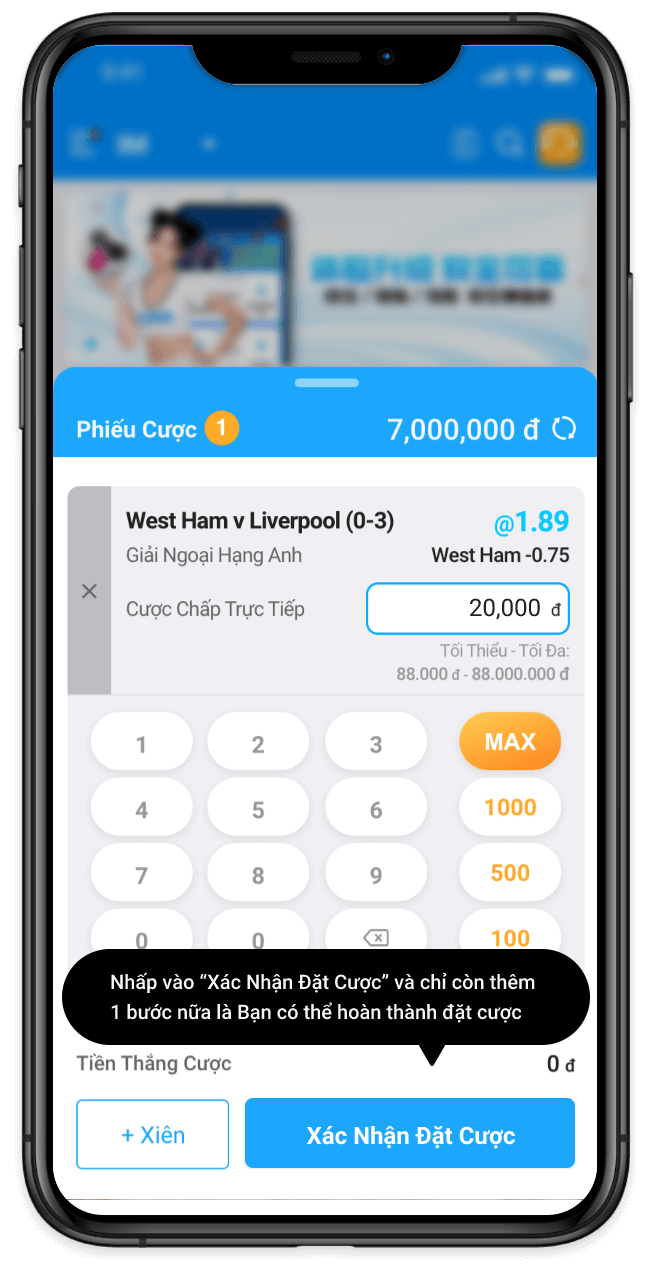 Phiếu Cược 1 7,000,000 đ
West Ham v Liverpool (0-3) @1.89
Giải Ngoại Hạng Anh West Ham -0.75
Cược Chấp Trực Tiếp 20,000 đ
Tối Thiểu - Tối Đa:
88.000 đ - 88.000.000 đ
1 2 3 MAX
4 5 6 1000
7 8 9 500
0 0 100
Nhấp vào “Xác Nhận Đặt Cược” và chỉ còn thêm
1 bước nữa là Bạn có thể hoàn thành đặt cược
Tiền Thắng Cược 0 đ
+ Xiên Xác Nhận Đặt Cược